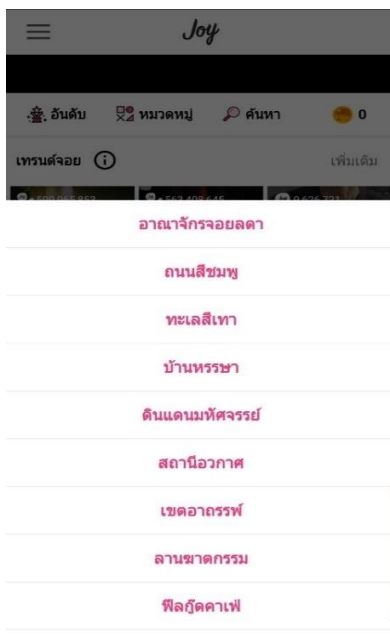 Joy
อันดับ หมวดหมู่ ค้นหา 0
เทรนด์จอย เพิ่มเติม
อาณาจักรจอยลดา
ถนนสีชมพู
ทะเลสีเทา
บ้านหรรษา
ดินแดนมหัศจรรย์
สถานีอวกาศ
เขตอาถรรพ์
ลานฆาตกรรม
ฟีลกู๊ดคาเฟ่